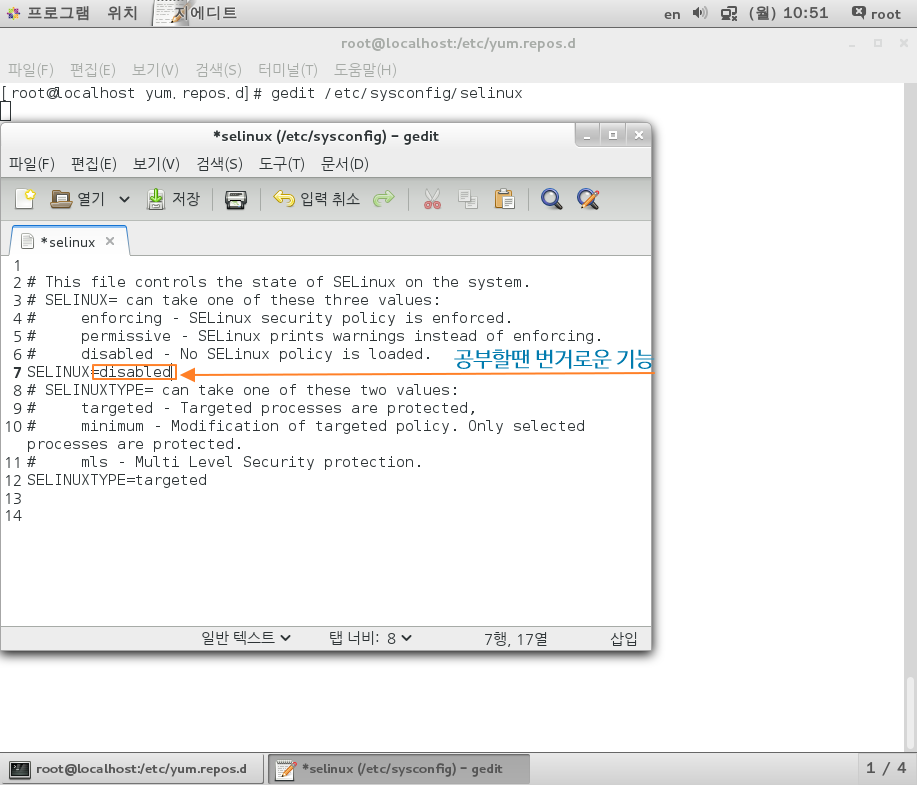 프로그램 위치 지에디트 en (월) 10:51 root
root@localhost:/etc/yum.repos.d
파일(F) 편집(E) 보기(V) 검색(S) 터미널(T) 도움말(H)
[root@localhost yum.repos.d]# gedit /etc/sysconfig/selinux
*selinux (/etc/sysconfig) - gedit
파일(F) 편집(E) 보기(V) 검색(S) 도구(T) 문서(D)
열기 저장 입력 취소
*selinux
1
2 # This file controls the state of SELinux on the system.
3 # SELINUX= can take one of these three values:
4 #     enforcing - SELinux security policy is enforced.
5 #     permissive - SELinux prints warnings instead of enforcing.
6 #     disabled - No SELinux policy is loaded.
공부할땐 번거로운 기능
7 SELINUX=disabled
8 # SELINUXTYPE= can take one of these two values:
9 #     targeted - Targeted processes are protected,
10 #     minimum - Modification of targeted policy. Only selected
processes are protected.
11 #     mls - Multi Level Security protection.
12 SELINUXTYPE=targeted
13
14
일반 텍스트 탭 너비: 8 7행, 17열 삽입
root@localhost:/etc/yum.repos.d *selinux (/etc/sysconfig) - gedit 1 / 4